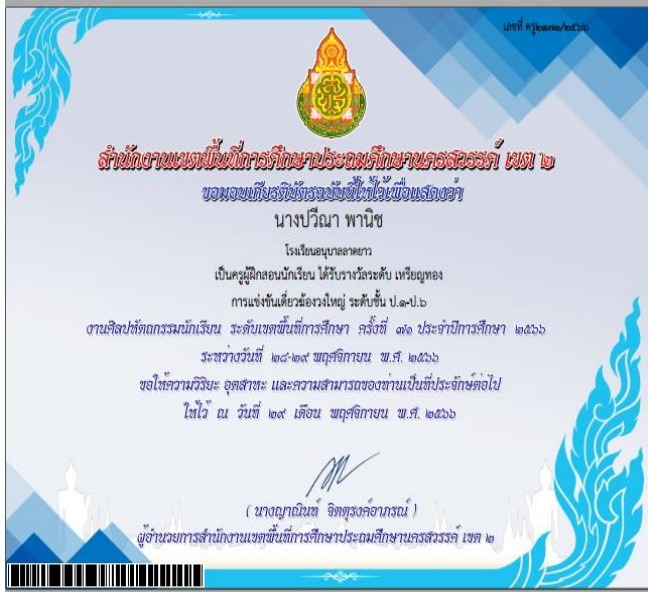 เลขที่
สำนักงานเขตพื้นที่การศึกษาประถมศึกษานครสวรรค์ เขต ๒
ขอมอบเกียรติบัตรฉบับนี้ให้ไว้เพื่อแสดงว่า
นางปวีณา พานิช
โรงเรียนอนุบาลลาดยาว
เป็นครูผู้ฝึกสอนนักเรียน ได้รับรางวัลระดับ เหรียญทอง
การแข่งขันเดี่ยวฆ้องวงใหญ่ ระดับชั้น ป.๑-ป.๖
งานศิลปหัตถกรรมนักเรียน ระดับเขตพื้นที่การศึกษา ครั้งที่ ๗๑ ประจำปีการศึกษา ๒๕๖๖
ระหว่างวันที่ ๒๘-๒๙ พฤศจิกายน พ.ศ. ๒๕๖๖
ขอให้ความวิริยะ อุตสาหะ และความสามารถของท่านเป็นที่ประจักษ์ต่อไป
ให้ไว้ ณ วันที่ ๒๙ เดือน พฤศจิกายน พ.ศ. ๒๕๖๖
( นางญาณินท์ จิตตุรงค์อาภรณ์ )
ผู้อำนวยการสำนักงานเขตพื้นที่การศึกษาประถมศึกษานครสวรรค์ เขต ๒